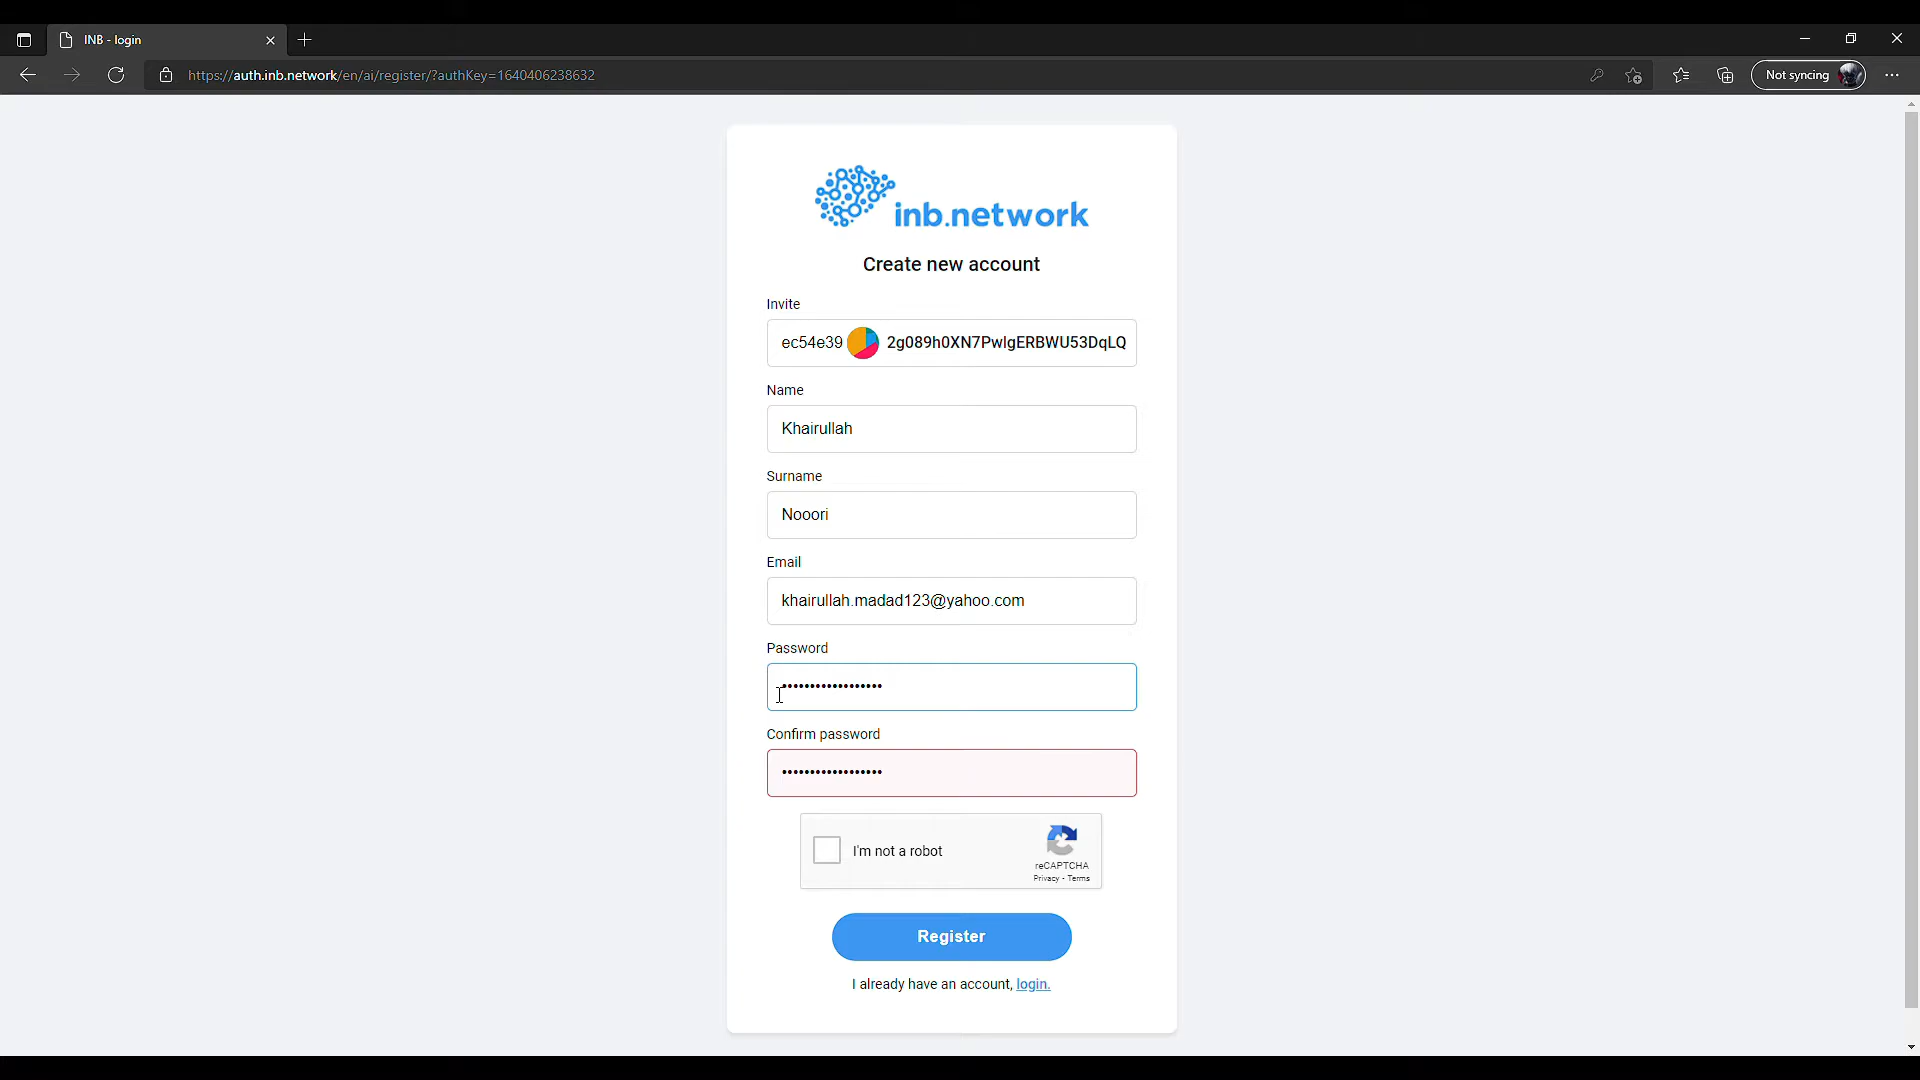 INB - login
https://auth.inb.network/en/ai/register/?authKey=1640406238632
Not syncing
inb.network
Create new account
Invite
ec54e39 2g089h0XN7PwlgERBWU53DqLQ
Name
Khairullah
Surname
Nooori
Email
khairullah.madad123@yahoo.com
Password
••••••••••••••••••
Confirm password
••••••••••••••••••
I'm not a robot
reCAPTCHA
Privacy - Terms
Register
I already have an account, login.